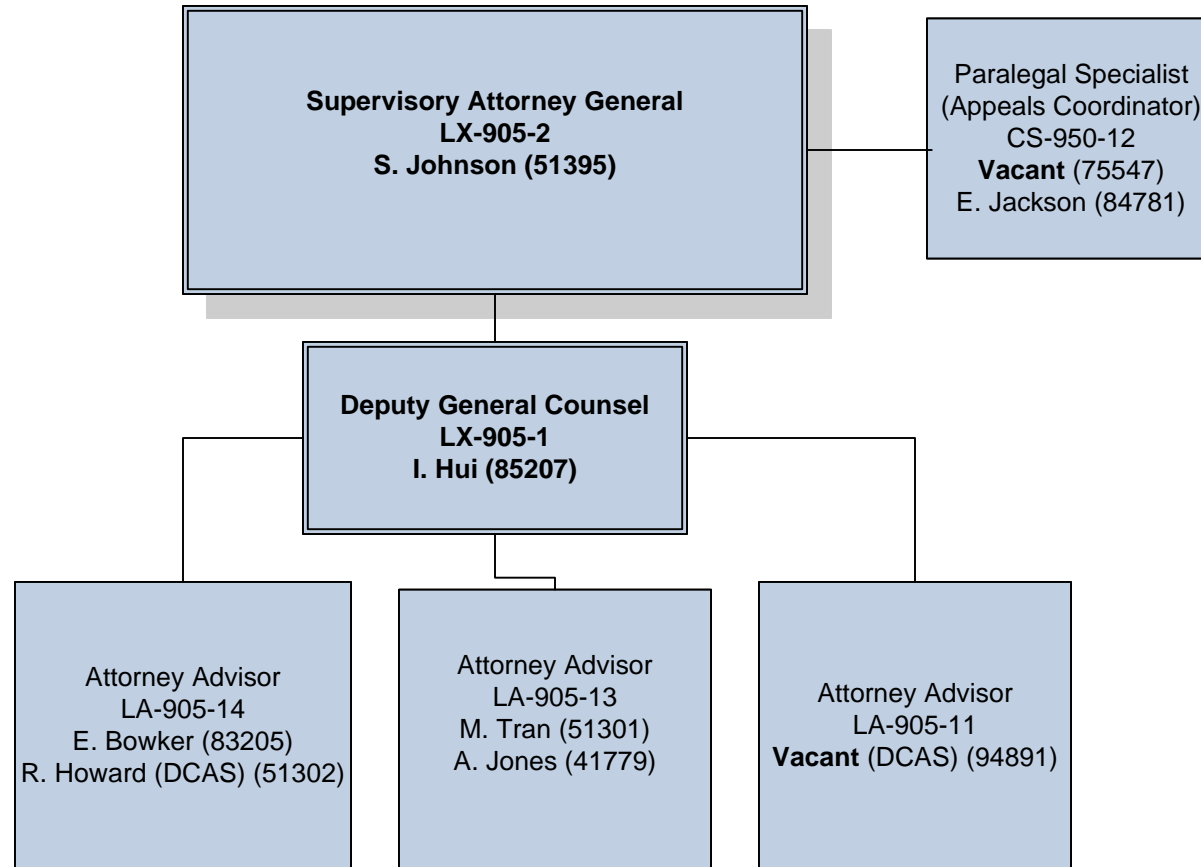 Supervisory Attorney General
LX-905-2
S. Johnson (51395)
Paralegal Specialist
(Appeals Coordinator)
CS-950-12
Vacant (75547)
E. Jackson (84781)
Deputy General Counsel
LX-905-1
I. Hui (85207)
Attorney Advisor
LA-905-14
E. Bowker (83205)
R. Howard (DCAS) (51302)
Attorney Advisor
LA-905-13
M. Tran (51301)
A. Jones (41779)
Attorney Advisor
LA-905-11
Vacant (DCAS) (94891)